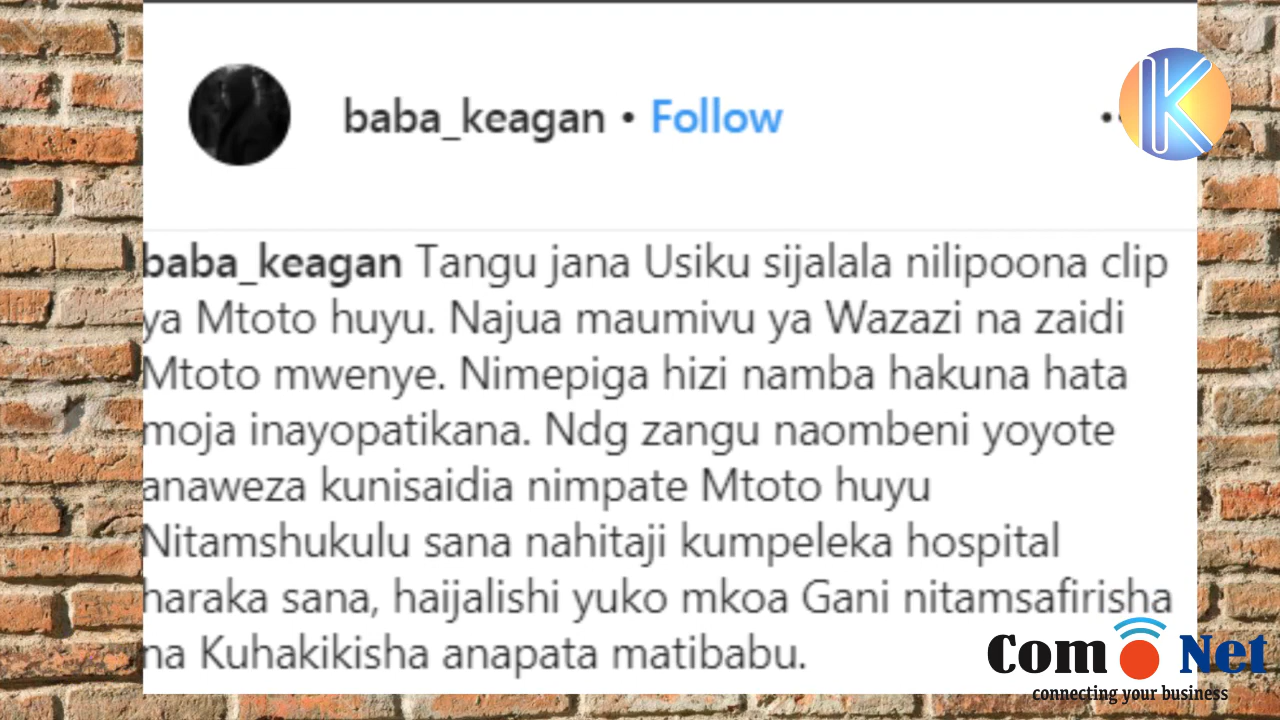 baba_keagan • Follow
baba_keagan Tangu jana Usiku sijalala nilipoona clip
ya Mtoto huyu. Najua maumivu ya Wazazi na zaidi
Mtoto mwenye. Nimepiga hizi namba hakuna hata
moja inayopatikana. Ndg zangu naombeni yoyote
anaweza kunisaidia nimpate Mtoto huyu
Nitamshukulu sana nahitaji kumpeleka hospital
haraka sana, haijalishi yuko mkoa Gani nitamsafirisha
na Kuhakikisha anapata matibabu.
K
Com Net
connecting your business